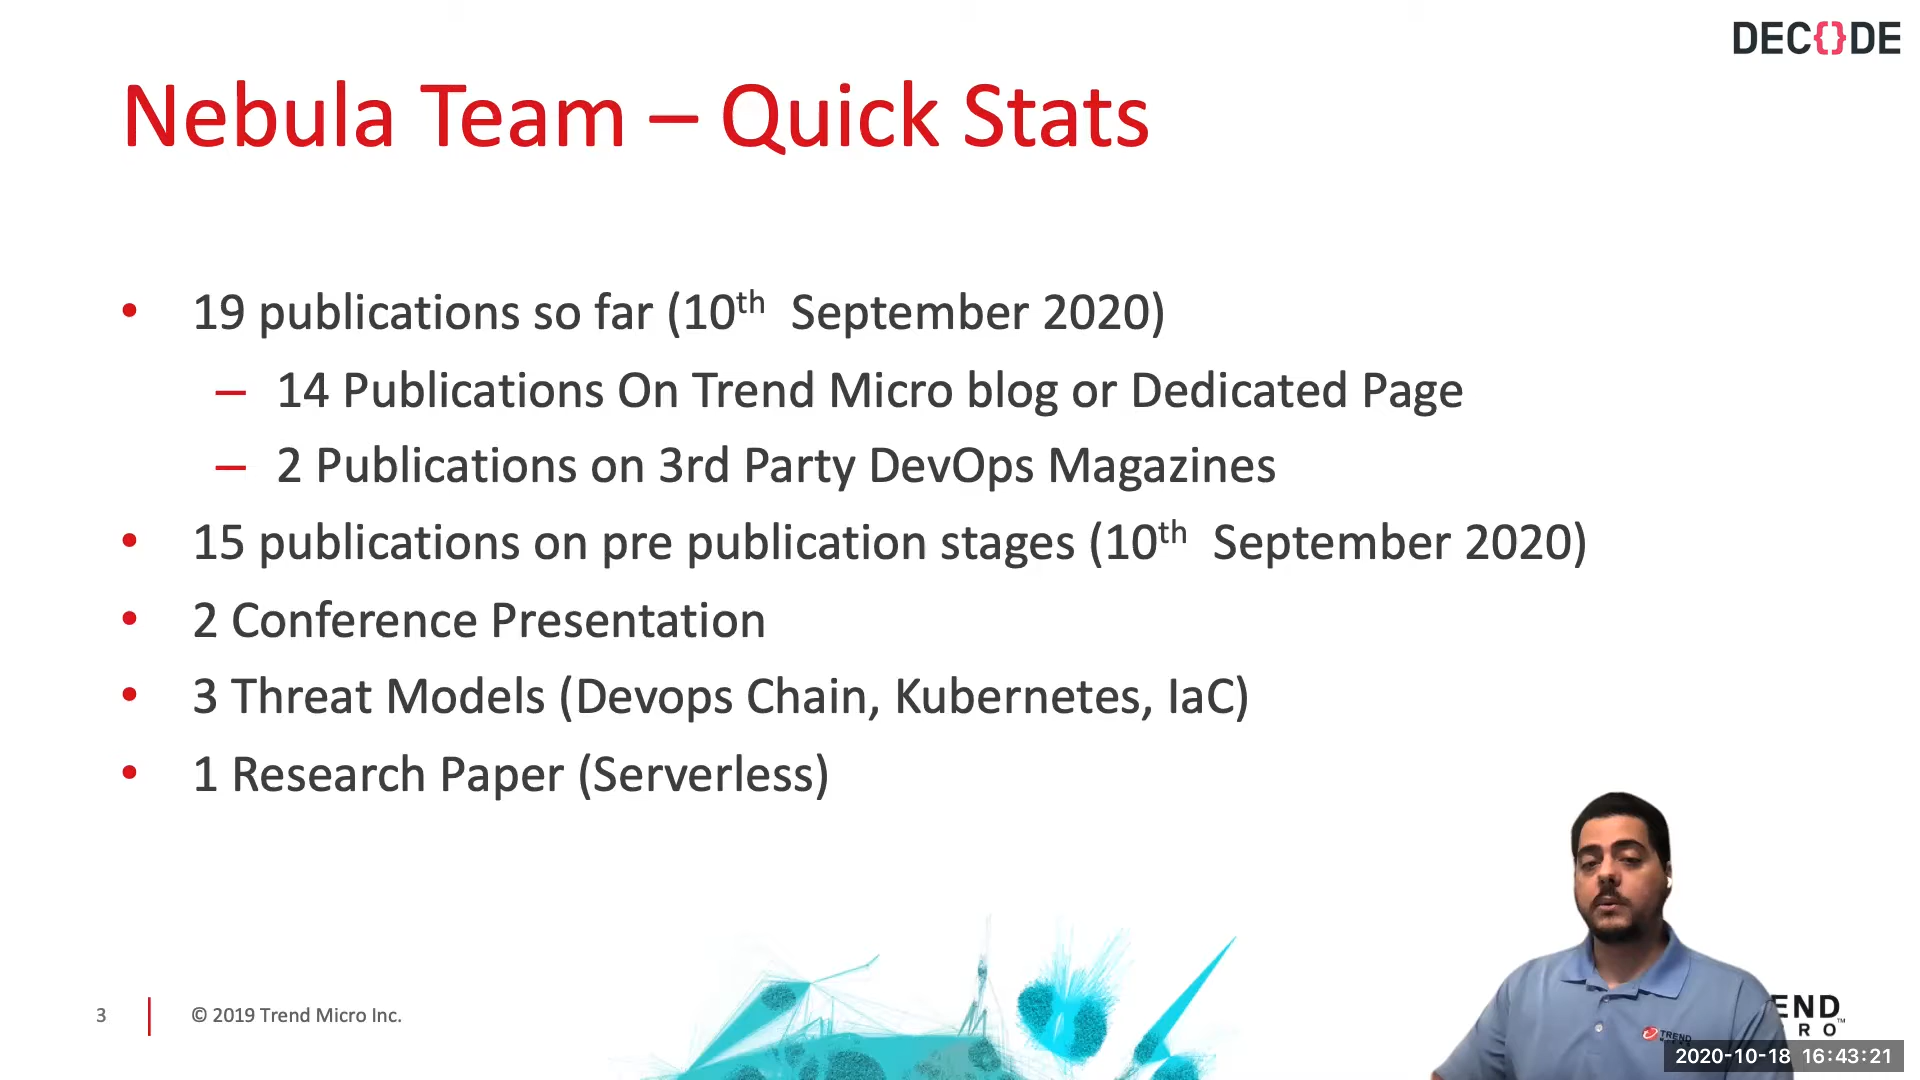 DEC{}DE
Nebula Team – Quick Stats
• 19 publications so far (10th September 2020)
– 14 Publications On Trend Micro blog or Dedicated Page
– 2 Publications on 3rd Party DevOps Magazines
• 15 publications on pre publication stages (10th September 2020)
• 2 Conference Presentation
• 3 Threat Models (Devops Chain, Kubernetes, IaC)
• 1 Research Paper (Serverless)
3
© 2019 Trend Micro Inc.
END
RO™
TREND
2020-10-18 16:43:21